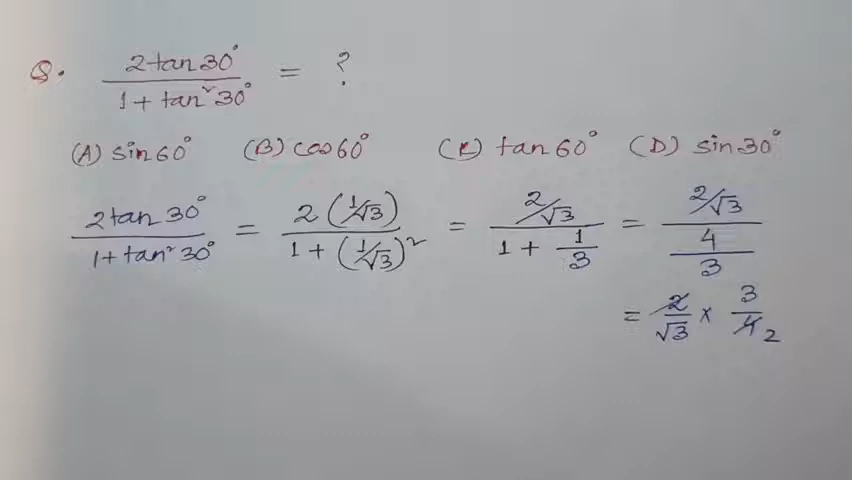 Q. 2tan30° / 1 + tan²30° = ?
(A) sin60° (B) cos60° (C) tan60° (D) sin30°
2tan30° / 1 + tan²30° = 2(1/√3) / 1 + (1/√3)² = 2/√3 / 1 + 1/3 = 2/√3 / 4/3
= 2/√3 × 3/4 2